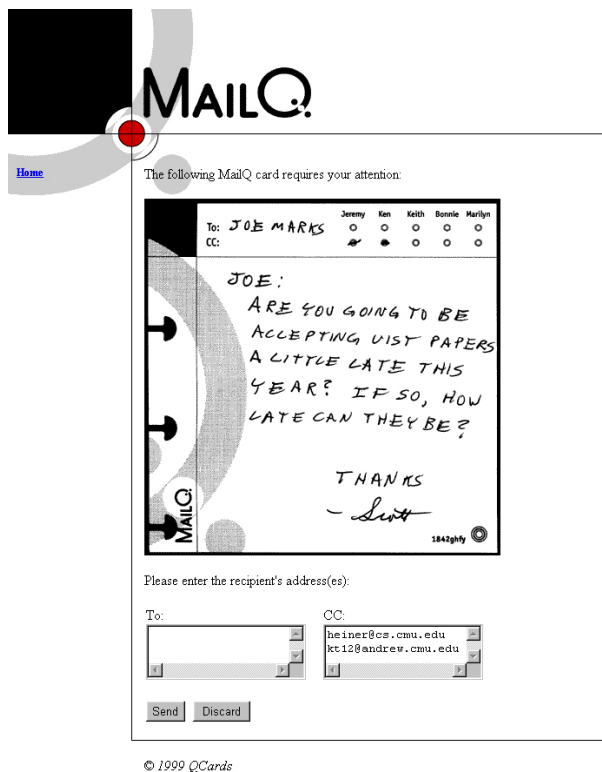 MAILQ
Home
The following MailQ card requires your attention:
Jeremy Ken Keith Bonnie Marilyn
To: JOE MARKS
CC:
JOE:
ARE YOU GOING TO BE
ACCEPTING UIST PAPERS
A LITTLE LATE THIS
YEAR? IF SO, HOW
LATE CAN THEY BE?
THANKS
- Scott
MAILQ
1842ghfy
Please enter the recipient's address(es):
To: CC:
heiner@cs.cmu.edu
kt12@andrew.cmu.edu
Send Discard
© 1999 QCards